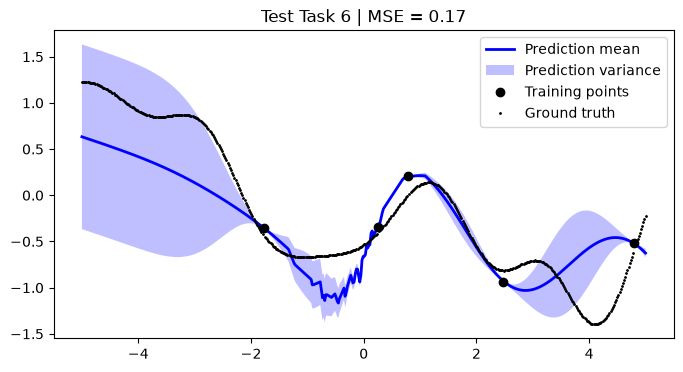 Test Task 6 | MSE = 0.17
Prediction mean
Prediction variance
Training points
Ground truth
1.5
1.0
0.5
0.0
−0.5
−1.0
−1.5
−4
−2
0
2
4